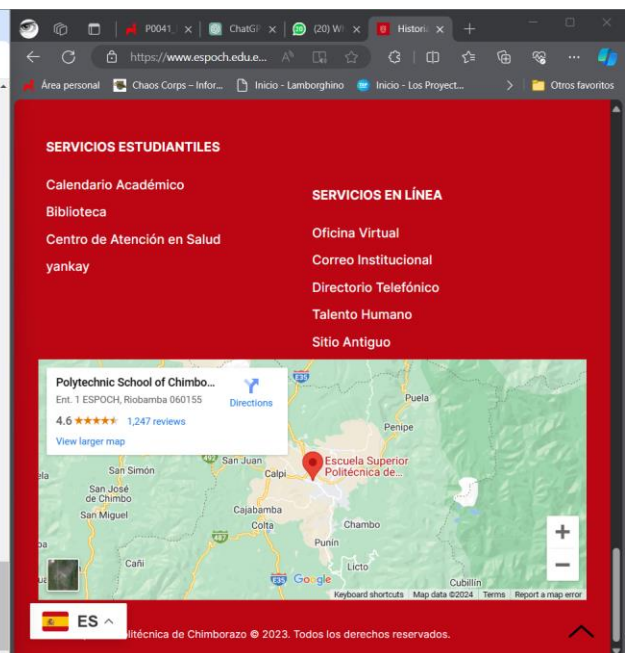 P0041_
ChatGP
(20) Wh
Histori
https://www.espoch.edu.e...
Área personal
Chaos Corps – Infor...
Inicio - Lamborghino
Inicio - Los Proyect...
Otros favoritos
SERVICIOS ESTUDIANTILES
Calendario Académico
Biblioteca
Centro de Atención en Salud
yankay
SERVICIOS EN LÍNEA
Oficina Virtual
Correo Institucional
Directorio Telefónico
Talento Humano
Sitio Antiguo
Polytechnic School of Chimbo...
Ent. 1 ESPOCH, Riobamba 060155
4.6 1,247 reviews
View larger map
Directions
E35
Puela
Penipe
492
San Juan
Calpi
Escuela Superior
Politécnica de...
San Simón
San José
de Chimbo
San Miguel
Cajabamba
Colta
Chambo
487
Punín
Cañi
Licto
E35
Google
Cubillín
Keyboard shortcuts Map data ©2024 Terms Report a map error
ES
litécnica de Chimborazo © 2023. Todos los derechos reservados.